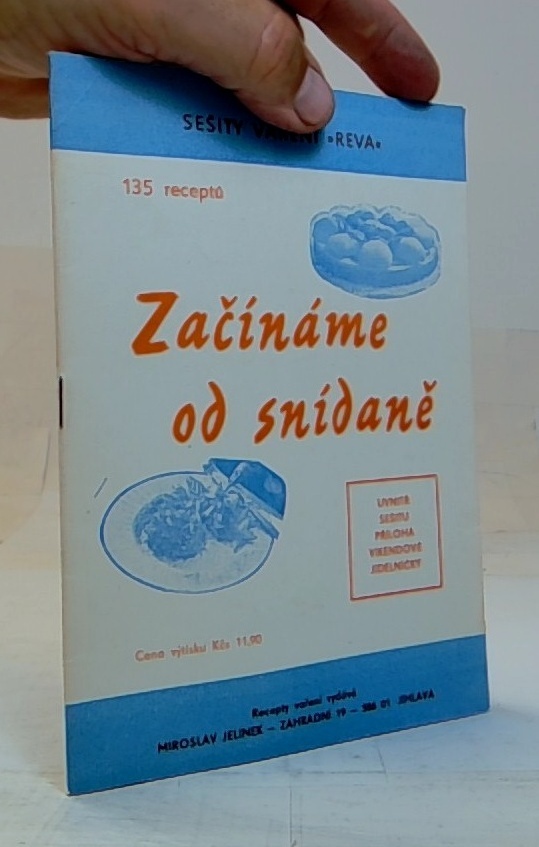 SEŠITY VAŘENÍ »REVA«
135 receptů
Začínáme
od snídaně
UVNITŘ
SEŠITU
PŘÍLOHA
VÍKENDOVÉ
JÍDELNÍČKY
Cena výtisku Kčs 11,90
Recepty vaření vydává
MIROSLAV JELÍNEK – ZAHRADNÍ 19 – 586 01 JIHLAVA